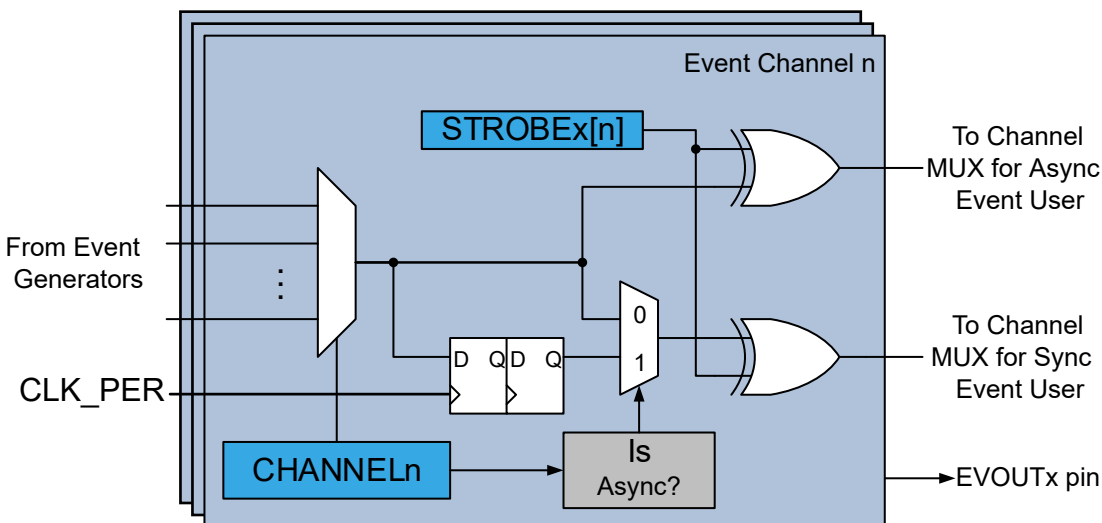 Event Channel n
STROBEx[n]
To Channel
MUX for Async
Event User
From Event
Generators
⋮
0
1
D Q D Q
To Channel
MUX for Sync
Event User
CLK_PER
CHANNELn
Is
Async?
EVOUTx pin